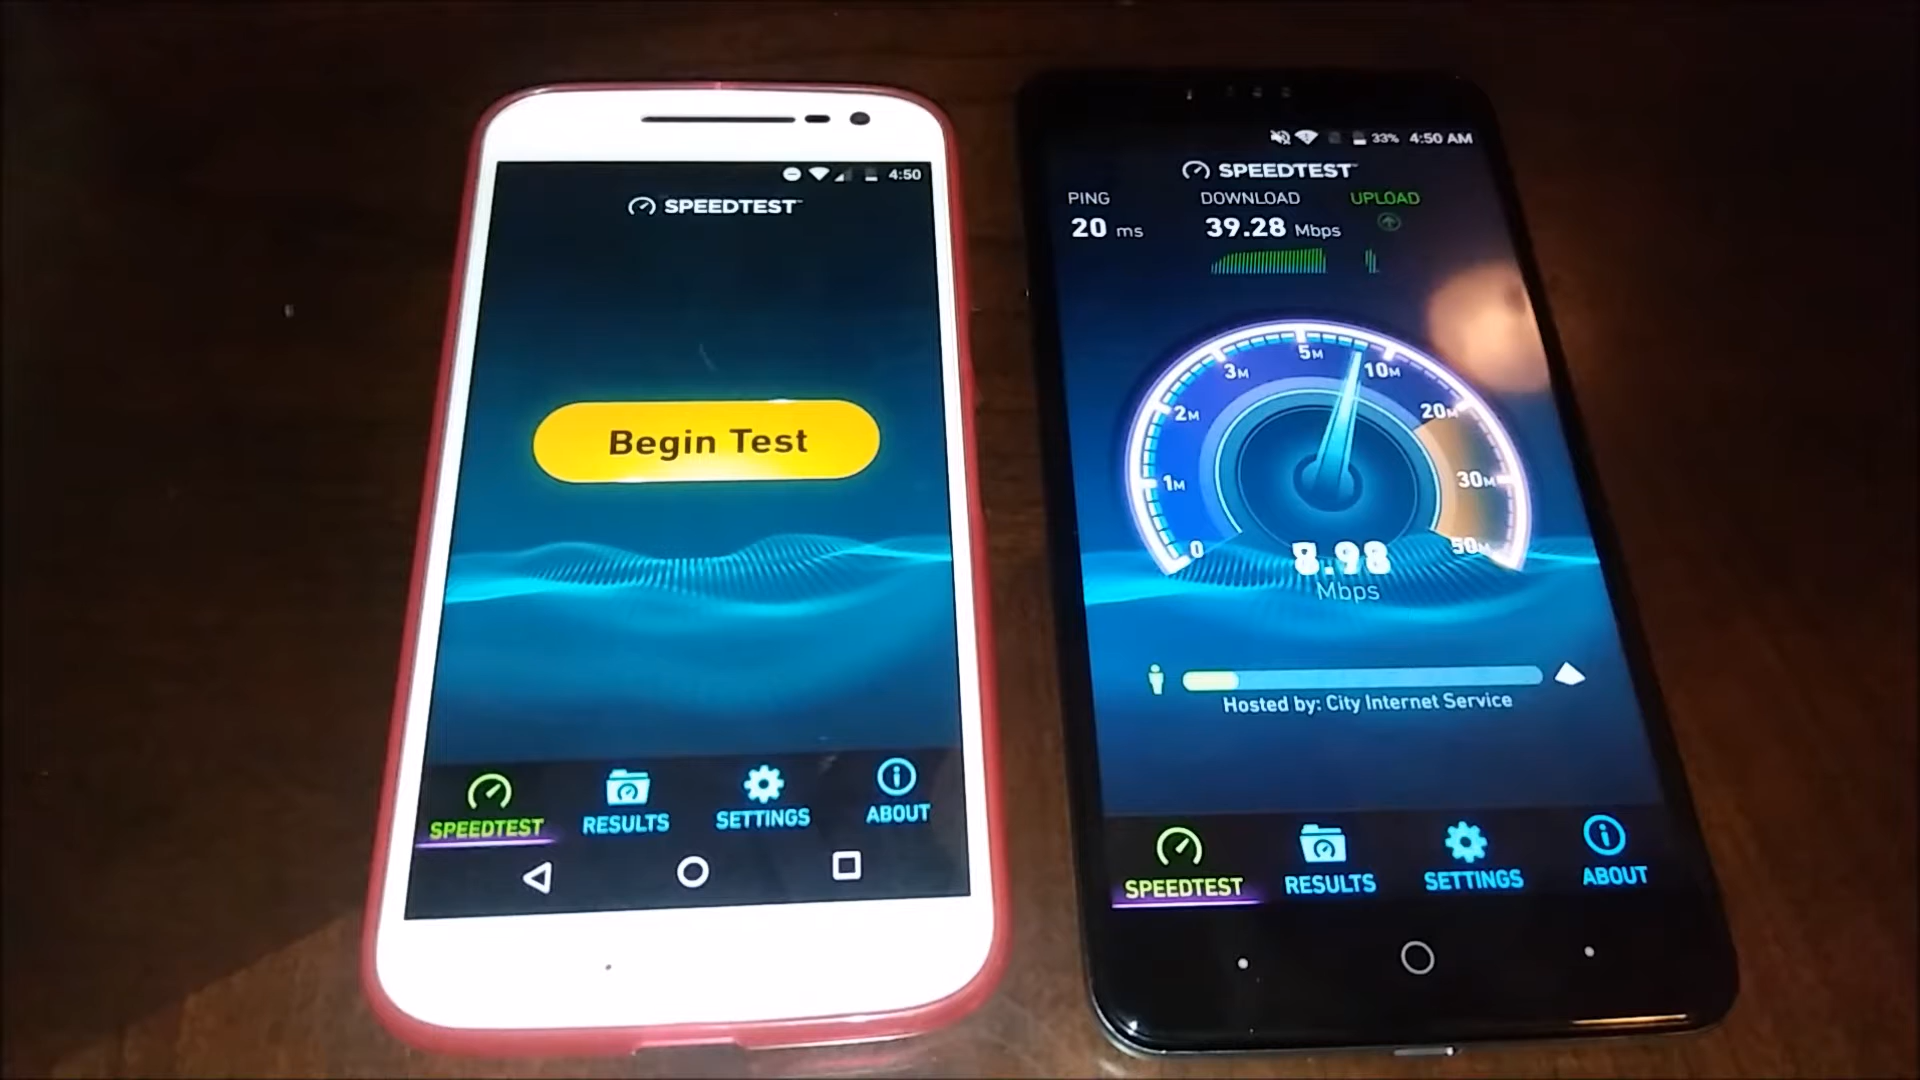 4:50
SPEEDTEST
Begin Test
SPEEDTEST
RESULTS
SETTINGS
ABOUT
33% 4:50 AM
SPEEDTEST
PING DOWNLOAD UPLOAD
20 ms 39.28 Mbps
0
1M
2M
3M
5M
10M
20M
30M
50M
8.98
Mbps
Hosted by: City Internet Service
SPEEDTEST
RESULTS
SETTINGS
ABOUT